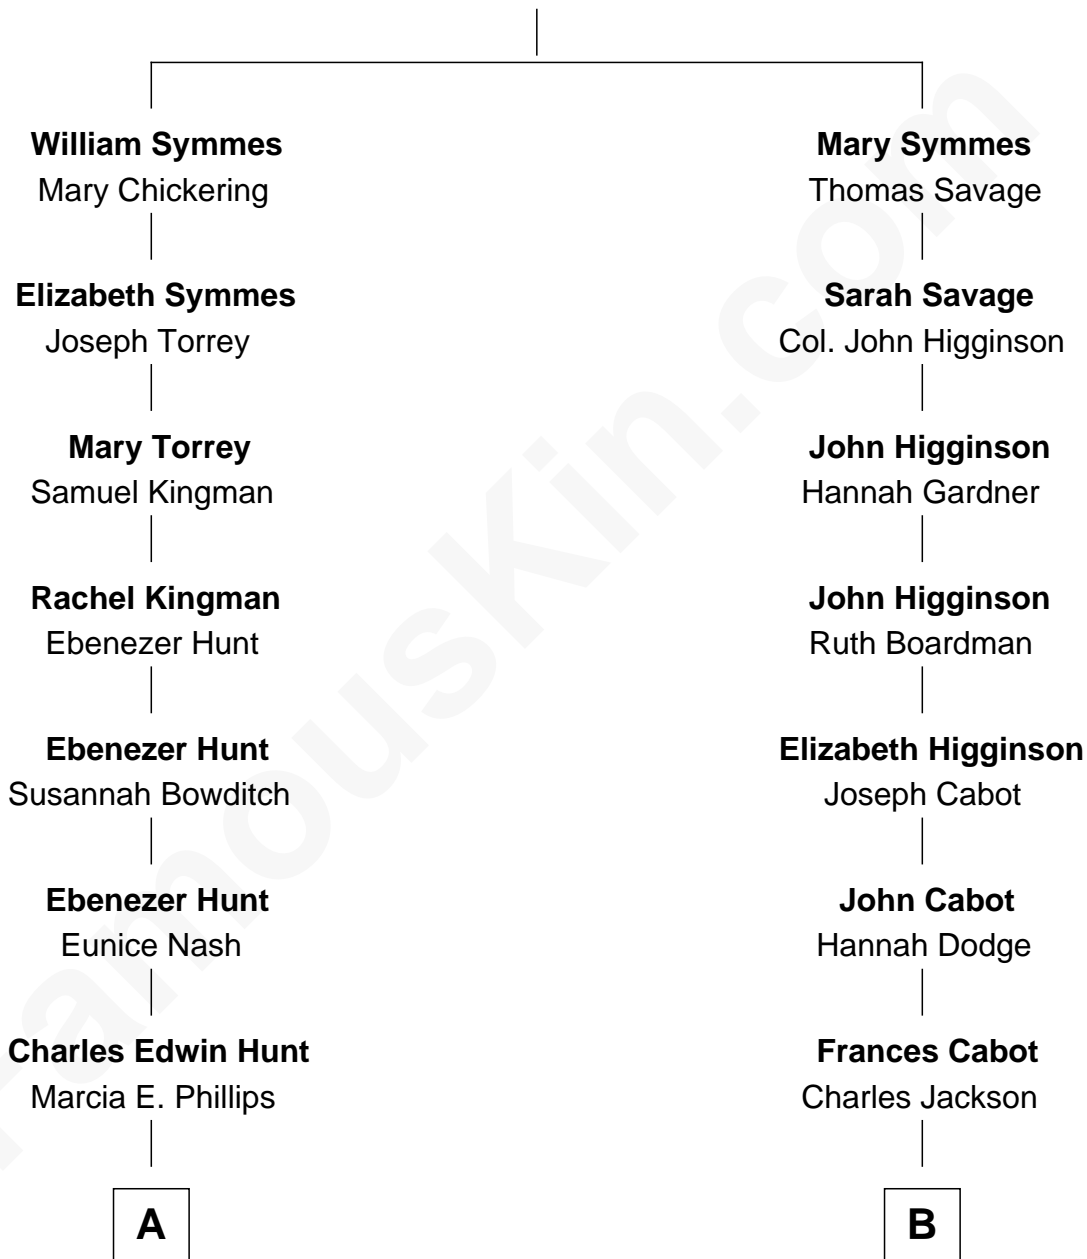 William Symmes
Mary Chickering
Mary Symmes
Thomas Savage
Elizabeth Symmes
Joseph Torrey
Sarah Savage
Col. John Higginson
Mary Torrey
Samuel Kingman
John Higginson
Hannah Gardner
Rachel Kingman
Ebenezer Hunt
John Higginson
Ruth Boardman
Ebenezer Hunt
Susannah Bowditch
Elizabeth Higginson
Joseph Cabot
Ebenezer Hunt
Eunice Nash
John Cabot
Hannah Dodge
Charles Edwin Hunt
Marcia E. Phillips
Frances Cabot
Charles Jackson
A
B
FamousKin.com